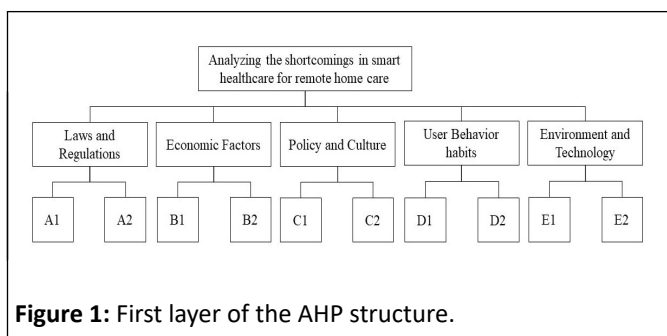 Analyzing the shortcomings in smart
healthcare for remote home care
Laws and
Regulations
Economic Factors
Policy and Culture
User Behavior
habits
Environment and
Technology
A1
A2
B1
B2
C1
C2
D1
D2
E1
E2
Figure 1: First layer of the AHP structure.